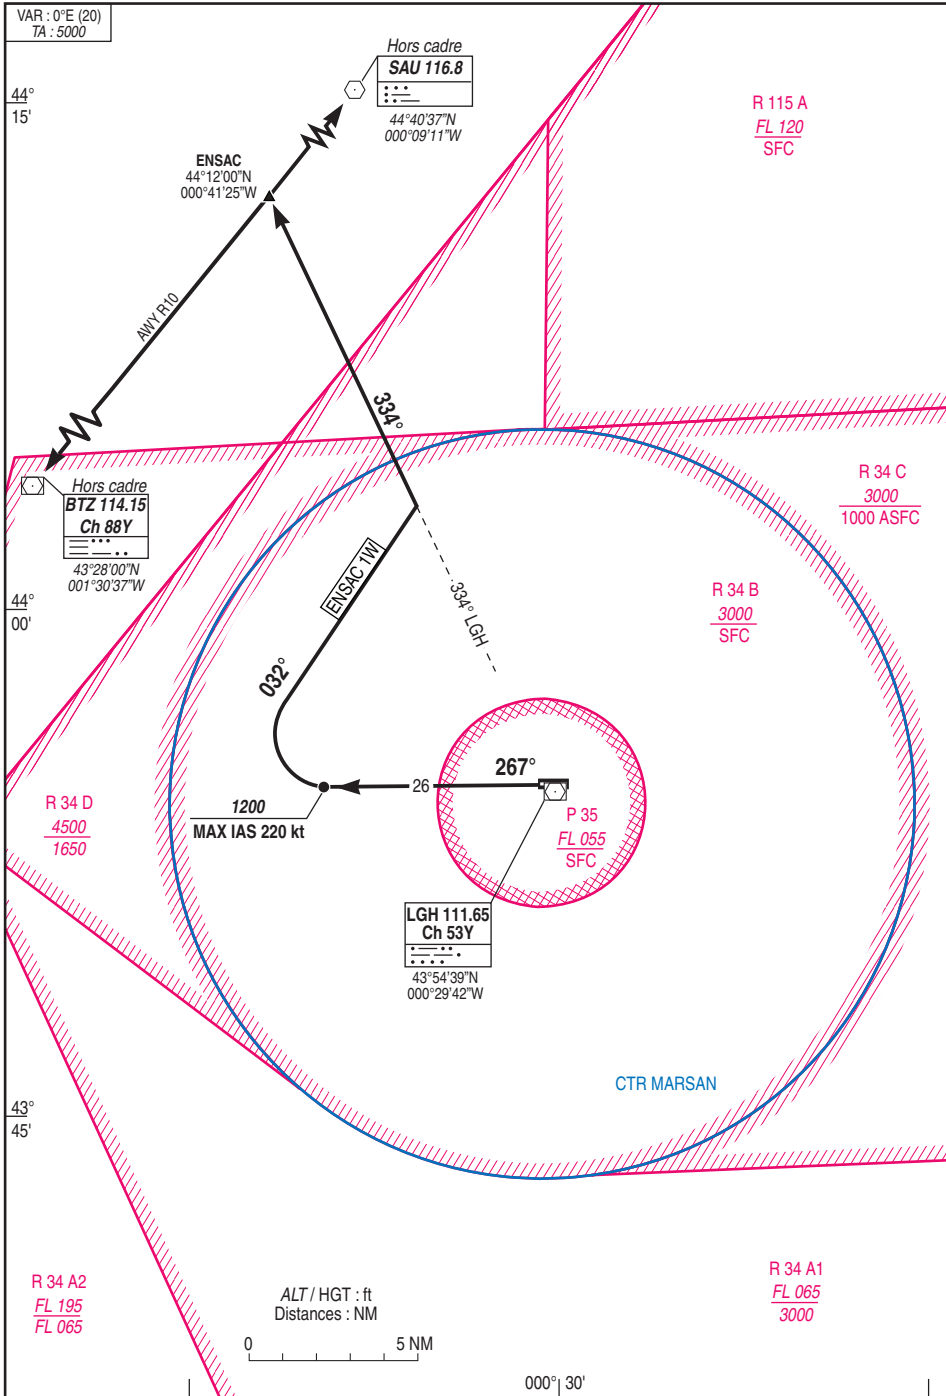 VAR : 0°E (20)
TA : 5000
Hors cadre
SAU 116.8
44°40'37"N
000°09'11"W
44°
15'
ENSAC
44°12'00"N
000°41'25"W
R 115 A
FL 120
SFC
AWY R10
334°
Hors cadre
BTZ 114.15
Ch 88Y
43°28'00"N
001°30'37"W
R 34 C
3000
1000 ASFC
ENSAC 1W
334° LGH
R 34 B
3000
SFC
44°
00'
032°
267°
26
1200
MAX IAS 220 kt
R 34 D
4500
1650
P 35
FL 055
SFC
LGH 111.65
Ch 53Y
43°54'39"N
000°29'42"W
CTR MARSAN
43°
45'
R 34 A2
FL 195
FL 065
ALT / HGT : ft
Distances : NM
0
5 NM
R 34 A1
FL 065
3000
000° 30'